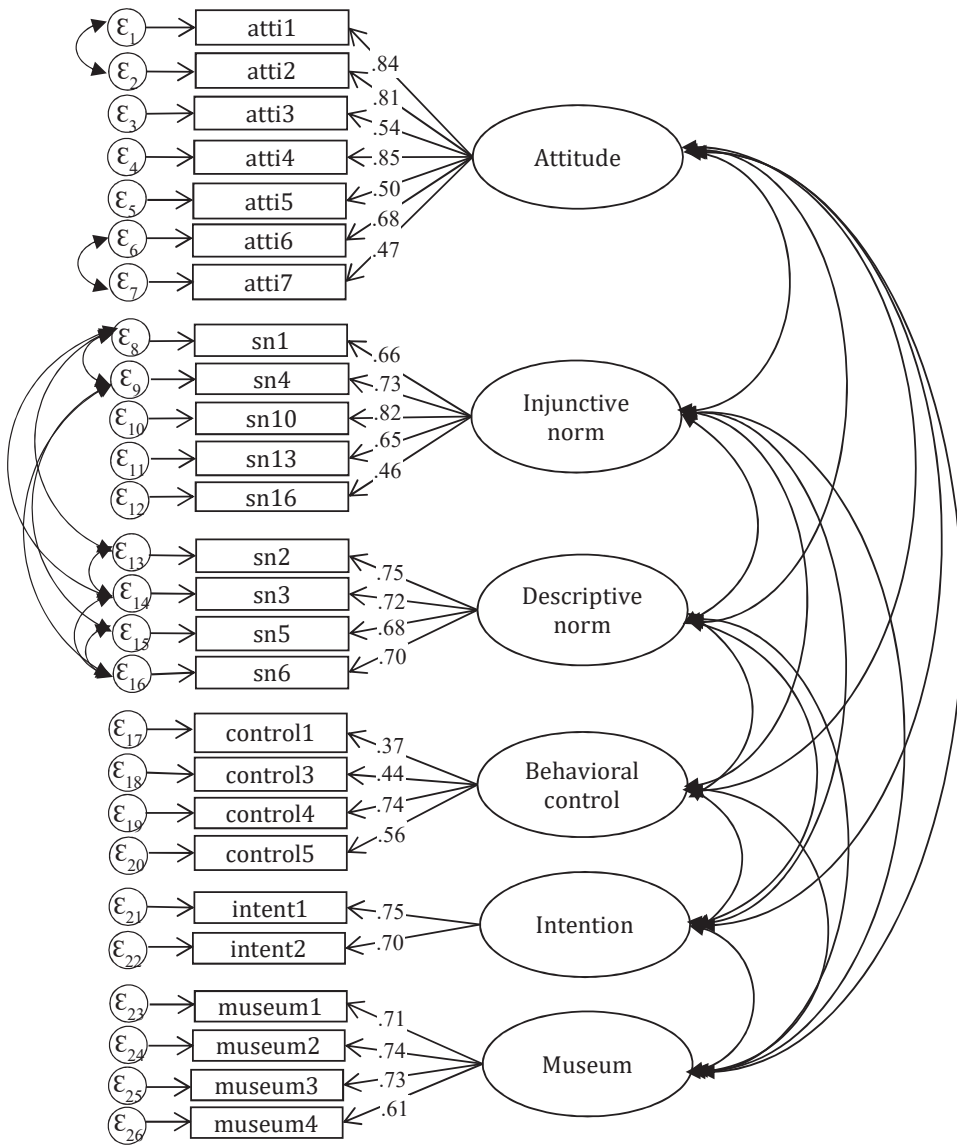 ε1 atti1 .84
ε2 atti2 .81
ε3 atti3 .54
ε4 atti4 .85 Attitude
ε5 atti5 .50
ε6 atti6 .68
ε7 atti7 .47
ε8 sn1 .66
ε9 sn4 .73
ε10 sn10 .82 Injunctive
norm
ε11 sn13 .65
ε12 sn16 .46
ε13 sn2 .75
ε14 sn3 .72 Descriptive
norm
ε15 sn5 .68
ε16 sn6 .70
ε17 control1 .37
ε18 control3 .44 Behavioral
control
ε19 control4 .74
ε20 control5 .56
ε21 intent1 .75 Intention
ε22 intent2 .70
ε23 museum1 .71
ε24 museum2 .74 Museum
ε25 museum3 .73
ε26 museum4 .61